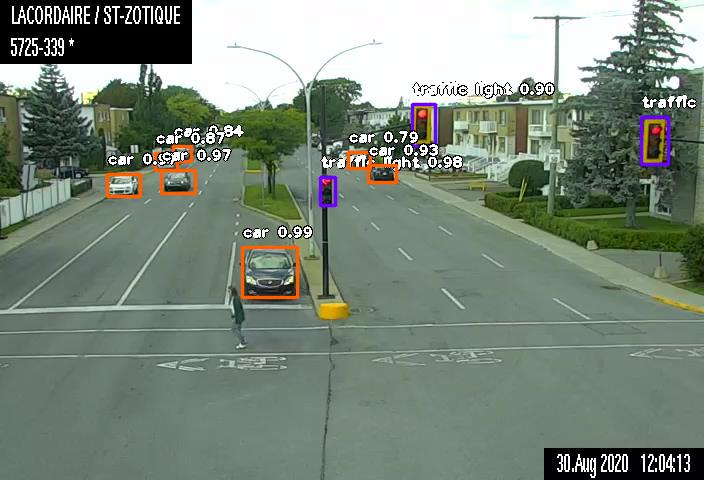 LACORDAIRE / ST-ZOTIQUE
5725-339 *
traffic light 0.90
traffic
car 0.84
car 0.87
car 0.79
car
car 0.97
car 0.93
traffic light 0.98
car 0.99
30.Aug 2020 12:04:13